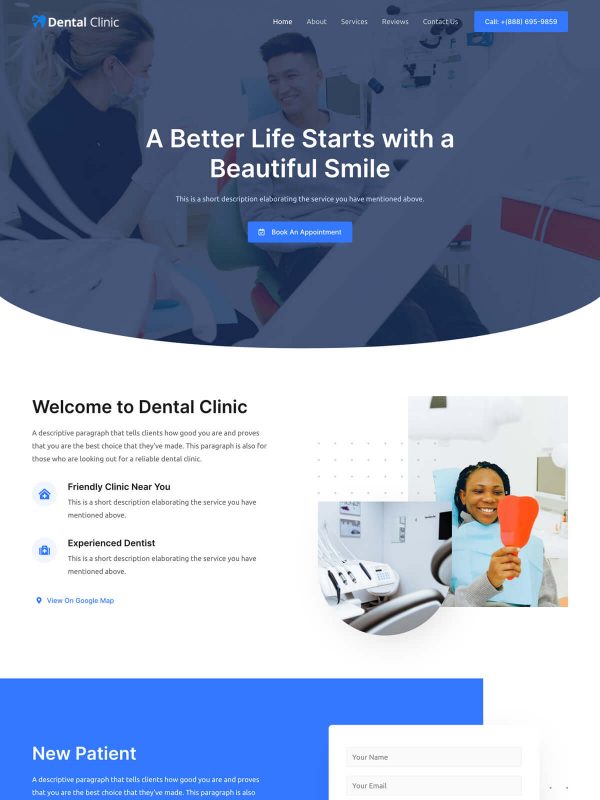 Dental Clinic
Home About Services Reviews Contact Us Call: +(888) 695-9859
A Better Life Starts with a
Beautiful Smile
This is a short description elaborating the service you have mentioned above.
Book An Appointment
Welcome to Dental Clinic
A descriptive paragraph that tells clients how good you are and proves
that you are the best choice that they've made. This paragraph is also for
those who are looking out for a reliable dental clinic.
Friendly Clinic Near You
This is a short description elaborating the service you have
mentioned above.
Experienced Dentist
This is a short description elaborating the service you have
mentioned above.
View On Google Map
New Patient
A descriptive paragraph that tells clients how good you are and proves
that you are the best choice that they've made. This paragraph is also
Your Name
Your Email